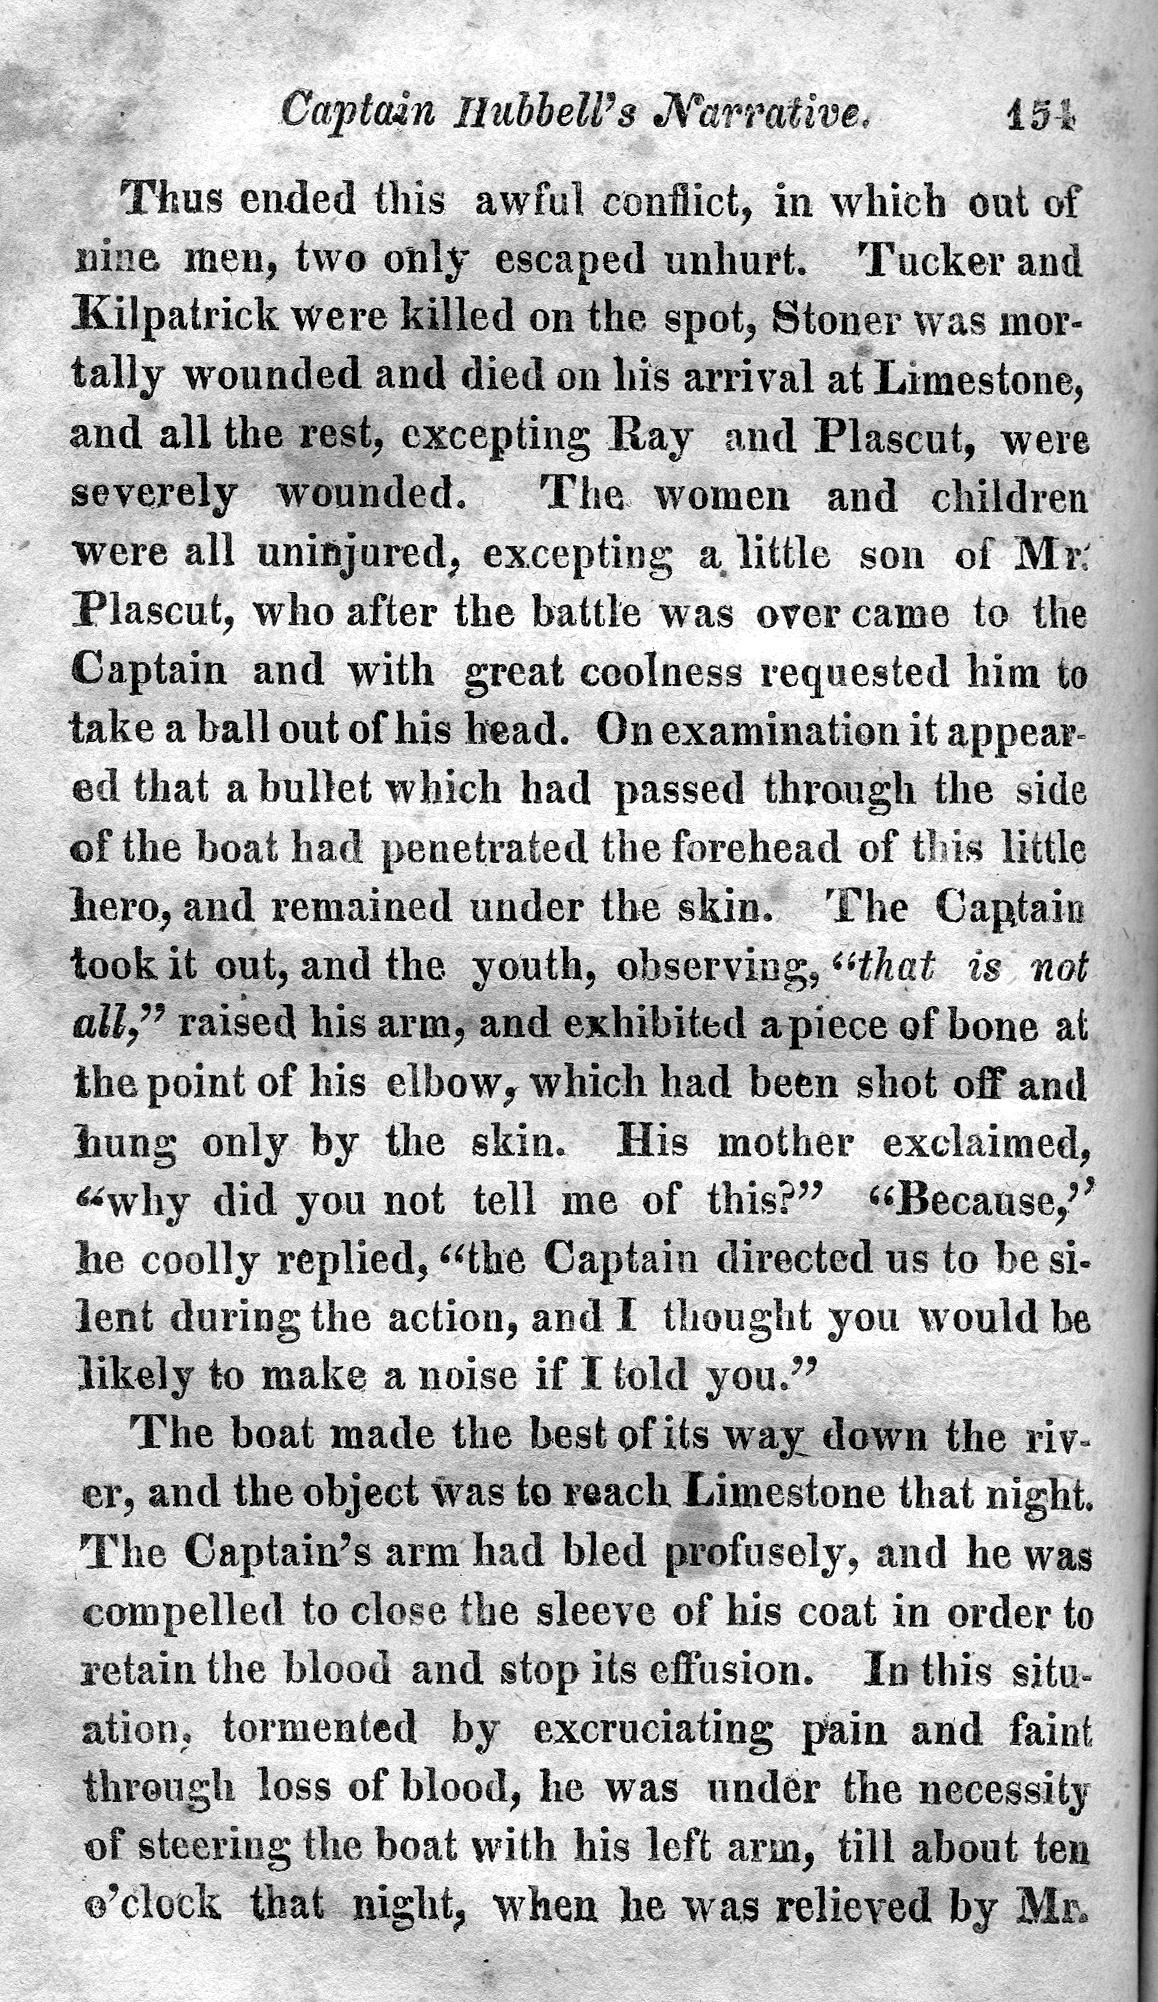 Captain Hubbell's Narrative. 151
Thus ended this awful conflict, in which out of
nine men, two only escaped unhurt. Tucker and
Kilpatrick were killed on the spot, Stoner was mor-
tally wounded and died on his arrival at Limestone,
and all the rest, excepting Ray and Plascut, were
severely wounded. The women and children
were all uninjured, excepting a little son of Mr.
Plascut, who after the battle was over came to the
Captain and with great coolness requested him to
take a ball out of his head. On examination it appear-
ed that a bullet which had passed through the side
of the boat had penetrated the forehead of this little
hero, and remained under the skin. The Captain
took it out, and the youth, observing, “that is not
all,” raised his arm, and exhibited a piece of bone at
the point of his elbow, which had been shot off and
hung only by the skin. His mother exclaimed,
“why did you not tell me of this?” “Because,”
he coolly replied, “the Captain directed us to be si-
lent during the action, and I thought you would be
likely to make a noise if I told you.”
The boat made the best of its way down the riv-
er, and the object was to reach Limestone that night.
The Captain's arm had bled profusely, and he was
compelled to close the sleeve of his coat in order to
retain the blood and stop its effusion. In this situ-
ation, tormented by excruciating pain and faint
through loss of blood, he was under the necessity
of steering the boat with his left arm, till about ten
o'clock that night, when he was relieved by Mr.